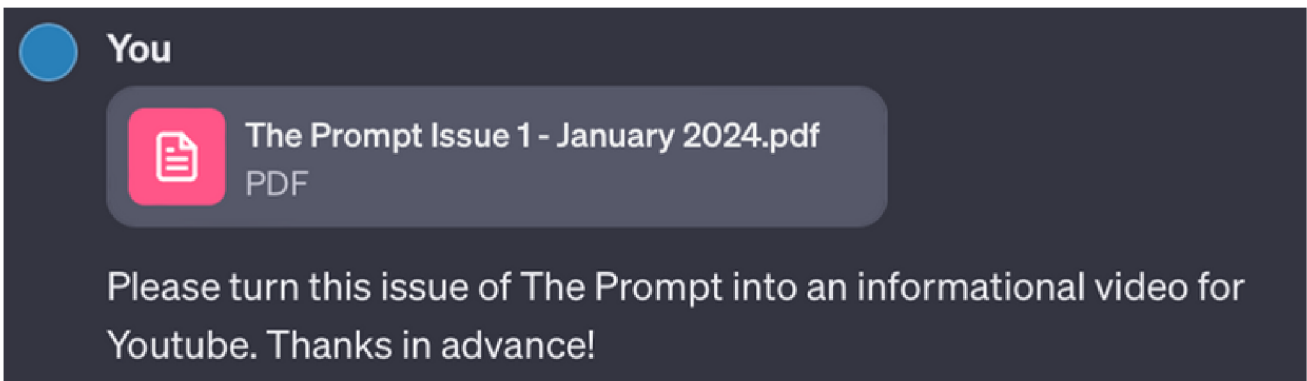 You
The Prompt Issue 1 - January 2024.pdf
PDF
Please turn this issue of The Prompt into an informational video for
Youtube. Thanks in advance!